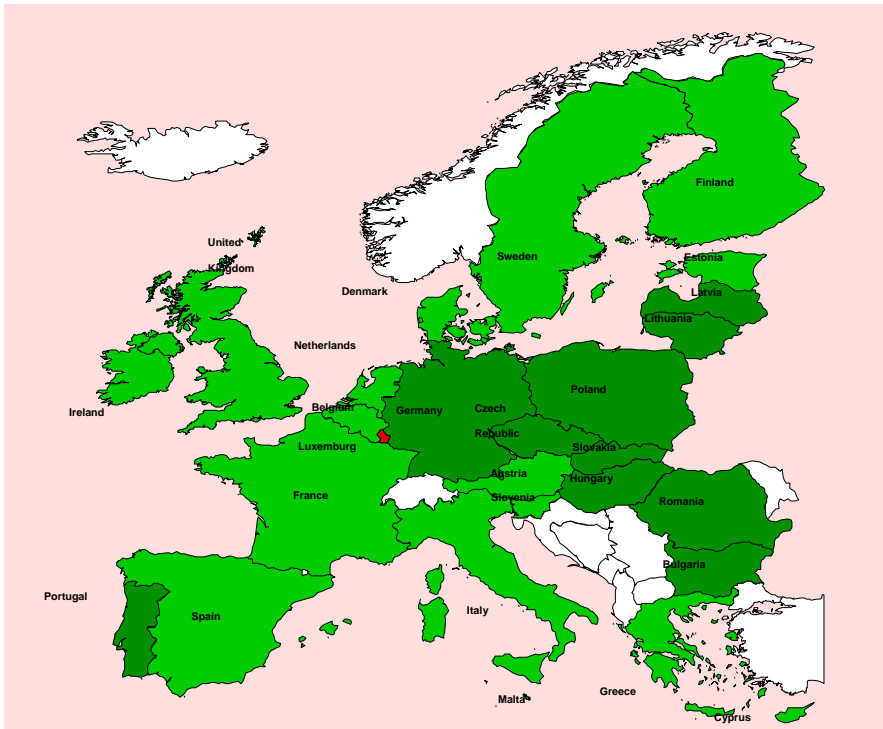 Finland
United
Kingdom
Sweden
Estonia
Denmark
Latvia
Lithuania
Netherlands
Poland
Ireland
Belgium
Germany
Czech
Republic
Luxemburg
Slovakia
Austria
Hungary
France
Slovenia
Romania
Bulgaria
Portugal
Spain
Italy
Greece
Malta
Cyprus